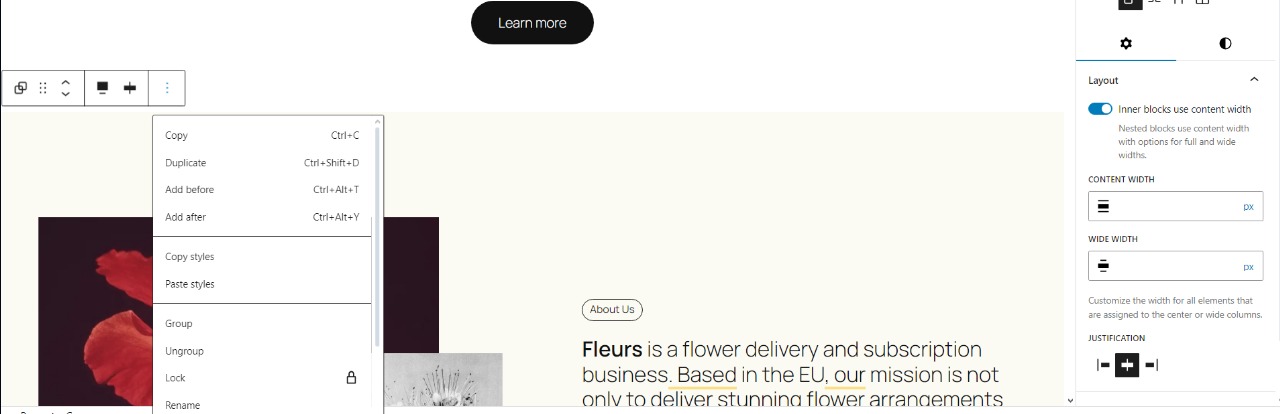 Learn more
Copy Ctrl+C
Duplicate Ctrl+Shift+D
Add before Ctrl+Alt+T
Add after Ctrl+Alt+Y
Copy styles
Paste styles
Group
Ungroup
Lock
Rename
About Us
Fleurs is a flower delivery and subscription
business. Based in the EU, our mission is not
only to deliver stunning flower arrangements
Layout
Inner blocks use content width
Nested blocks use content width
with options for full and wide
widths.
CONTENT WIDTH
px
WIDE WIDTH
px
Customize the width for all elements that
are assigned to the center or wide columns.
JUSTIFICATION